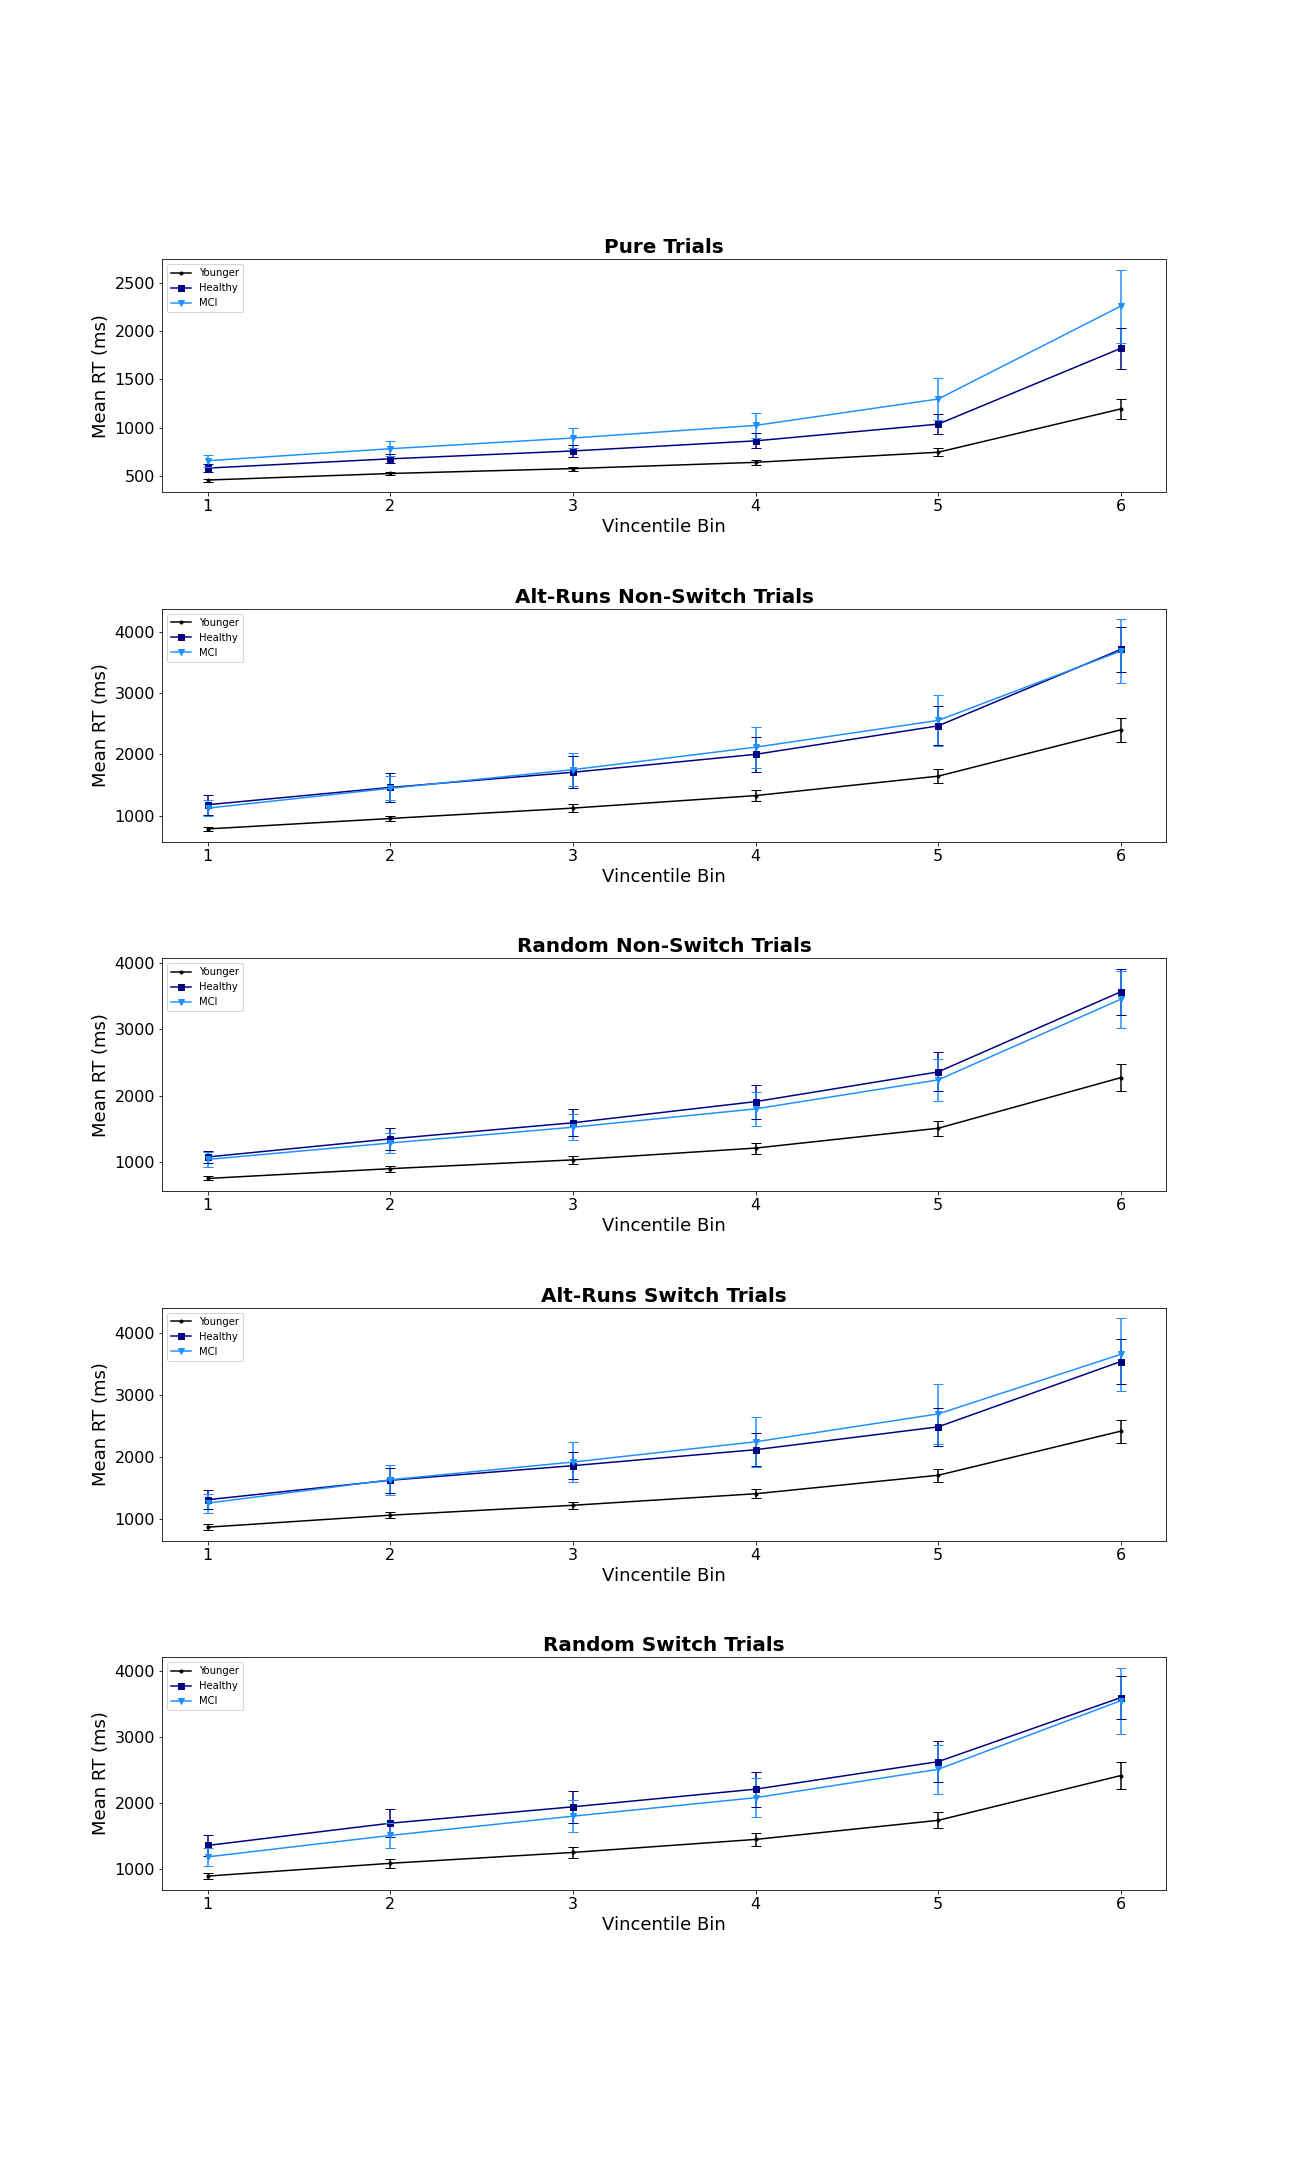 Pure Trials
2500
2000
1500
1000
500
Mean RT (ms)
Younger
Healthy
MCI
1 2 3 4 5 6
Vincentile Bin
Alt-Runs Non-Switch Trials
4000
3000
2000
1000
Mean RT (ms)
Younger
Healthy
MCI
1 2 3 4 5 6
Vincentile Bin
Random Non-Switch Trials
4000
3000
2000
1000
Mean RT (ms)
Younger
Healthy
MCI
1 2 3 4 5 6
Vincentile Bin
Alt-Runs Switch Trials
4000
3000
2000
1000
Mean RT (ms)
Younger
Healthy
MCI
1 2 3 4 5 6
Vincentile Bin
Random Switch Trials
4000
3000
2000
1000
Mean RT (ms)
Younger
Healthy
MCI
1 2 3 4 5 6
Vincentile Bin